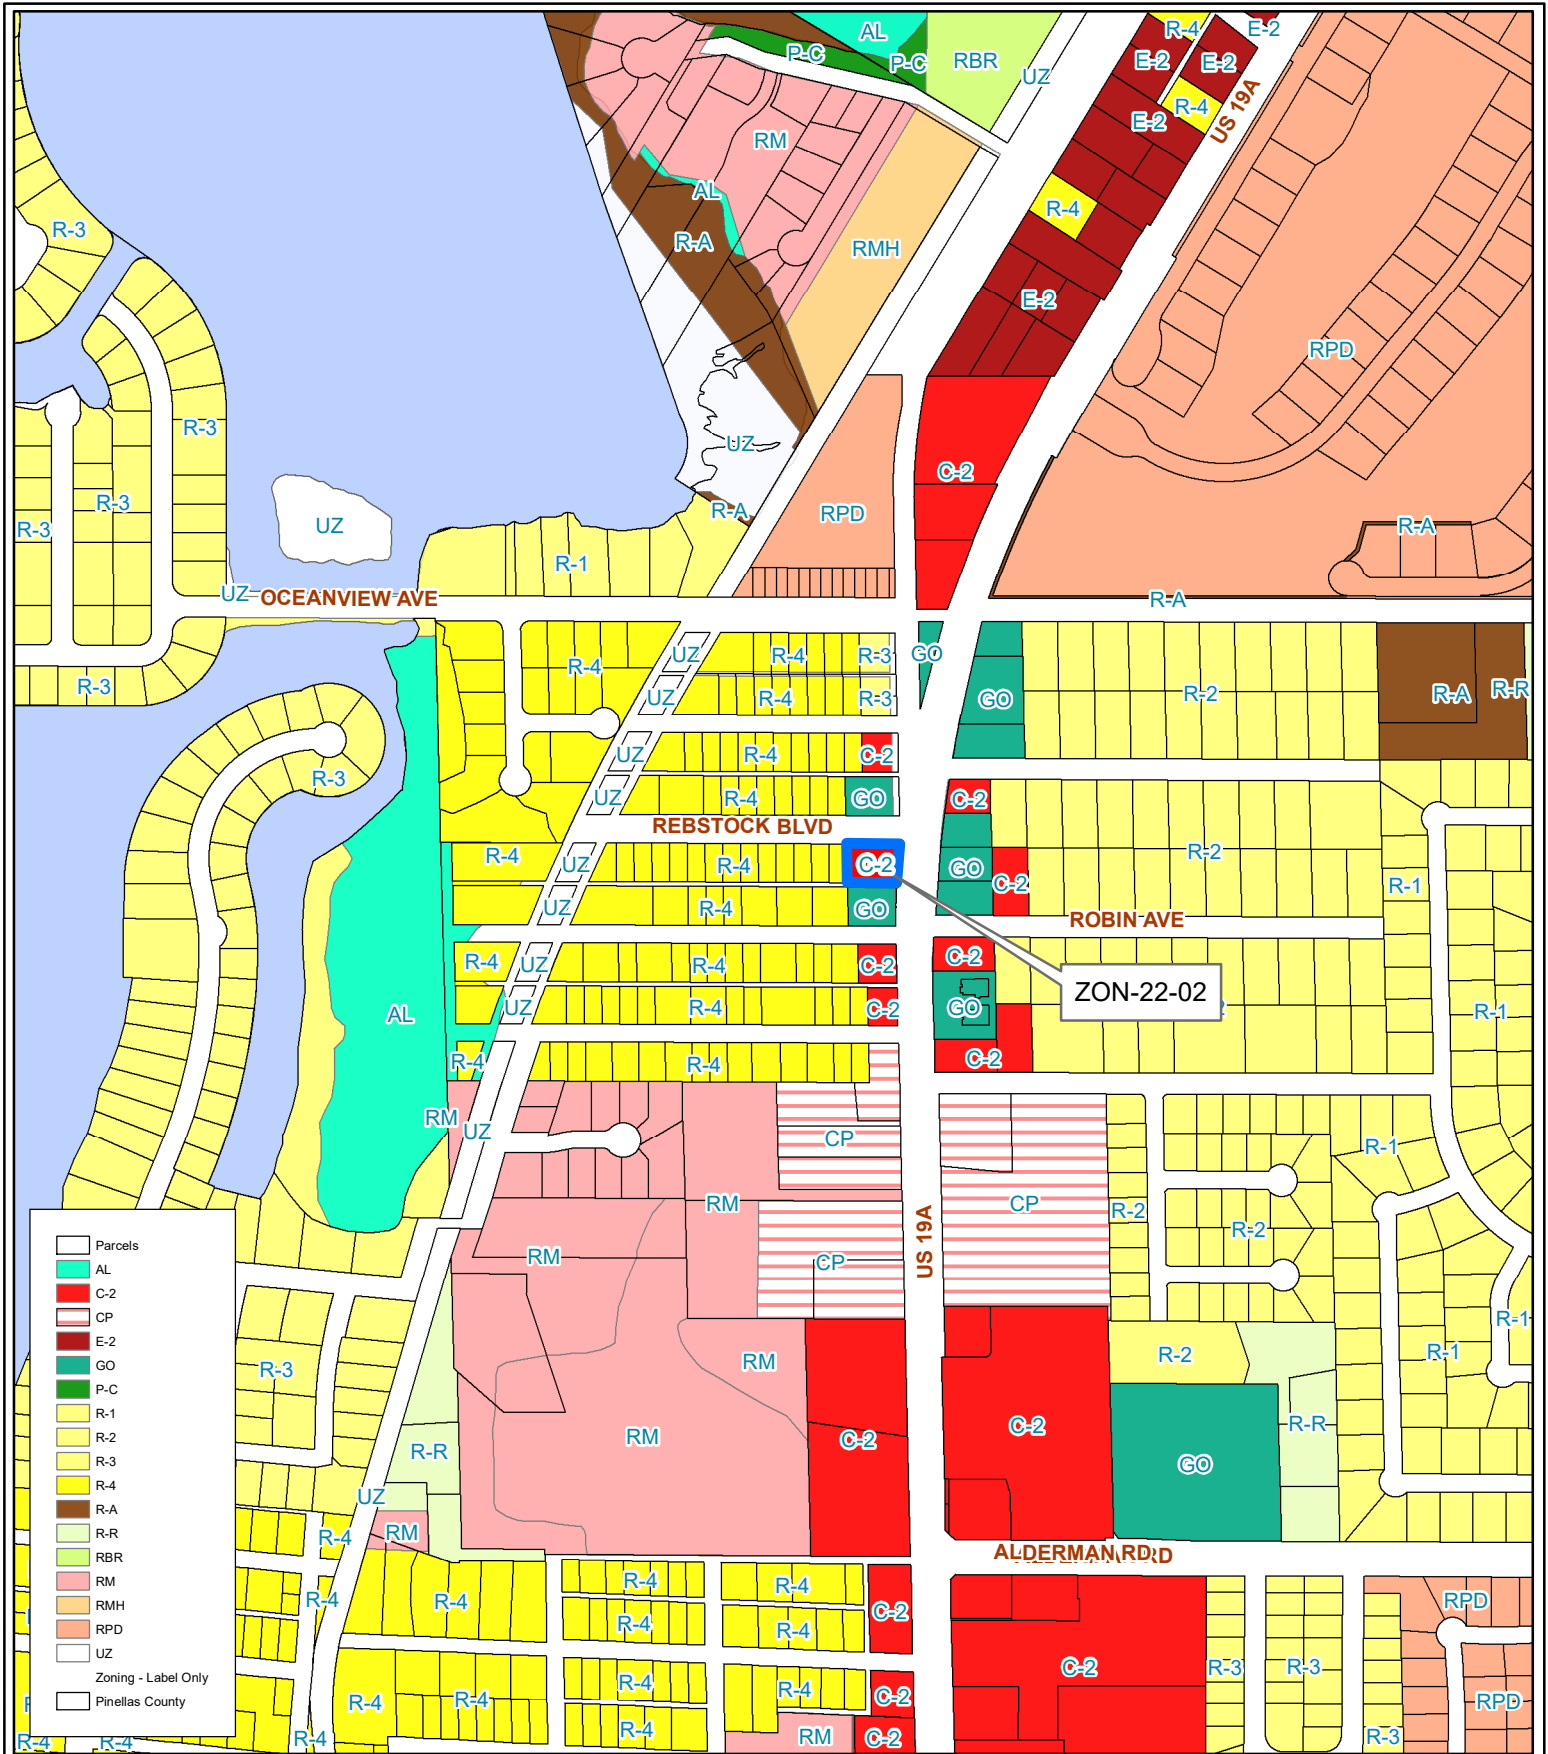 R-4
E-2
AL
P-C
P-C
RBR
E-2
E-2
UZ
R-4
E-2
US 19A
RM
AL
R-4
R-3
R-A
RMH
E-2
RPD
R-3
UZ
C-2
R-3
R-3
R-A
RPD
UZ
R-A
R-1
UZ
OCEANVIEW AVE
R-A
UZ
R-4
R-3
GO
R-4
R-3
UZ
R-4
R-3
GO
R-2
R-A
R-R
UZ
R-4
C-2
R-3
UZ
R-4
GO
C-2
REBSTOCK BLVD
R-4
UZ
R-4
C-2
GO
C-2
R-2
R-1
UZ
R-4
GO
ROBIN AVE
R-4
UZ
R-4
C-2
C-2
ZON-22-02
AL
UZ
R-4
C-2
GO
R-1
R-4
R-4
C-2
RM
UZ
CP
R-1
RM
CP
R-2
R-2
US 19A
RM
CP
R-1
R-3
RM
R-2
R-1
RM
C-2
C-2
R-R
R-R
GO
UZ
R-4
RM
ALDERMAN RD
R-4
R-4
R-4
R-4
C-2
RPD
R-4
R-4
R-4
R-4
C-2
C-2
R-3
R-3
R-4
R-4
R-4
RPD
R-4
R-4
R-4
RM
C-2
R-3
Parcels
AL
C-2
CP
E-2
GO
P-C
R-1
R-2
R-3
R-4
R-A
R-R
RBR
RM
RMH
RPD
UZ
Zoning - Label Only
Pinellas County